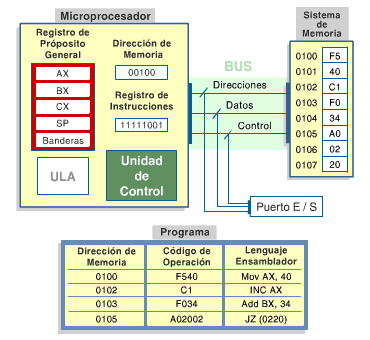 Microprocesador
Registro de
Própósito
General
AX
BX
CX
SP
Banderas
ULA
Dirección de
Memoria
00100
Registro de
Instrucciones
11111001
Unidad
de
Control
BUS
Direcciones
Datos
Control
Puerto E / S
Sistema
de
Memoria
0100 F5
0101 40
0102 C1
0103 F0
0104 34
0105 A0
0106 02
0107 20
Programa
Dirección de Memoria
Código de Operación
Lenguaje Ensamblador
0100 F540 Mov AX, 40
0102 C1 INC AX
0103 F034 Add BX, 34
0105 A02002 JZ (0220)